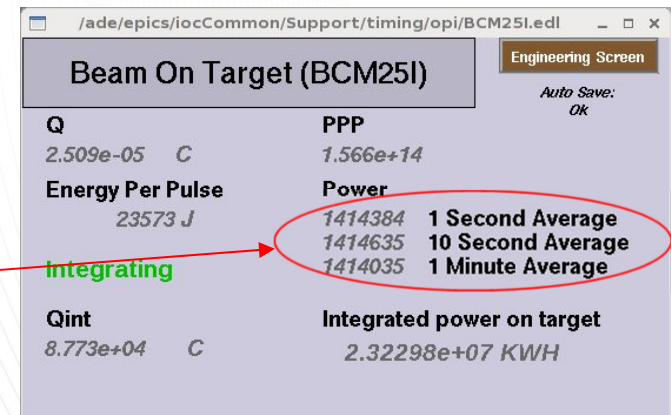 /ade/epics/iocCommon/Support/timing/opi/BCM25I.edl
Beam On Target (BCM25I)
Engineering Screen
Auto Save:
Ok
Q
2.509e-05 C
PPP
1.566e+14
Energy Per Pulse
23573 J
Power
1414384 1 Second Average
1414635 10 Second Average
1414035 1 Minute Average
Integrating
Qint
8.773e+04 C
Integrated power on target
2.32298e+07 KWH